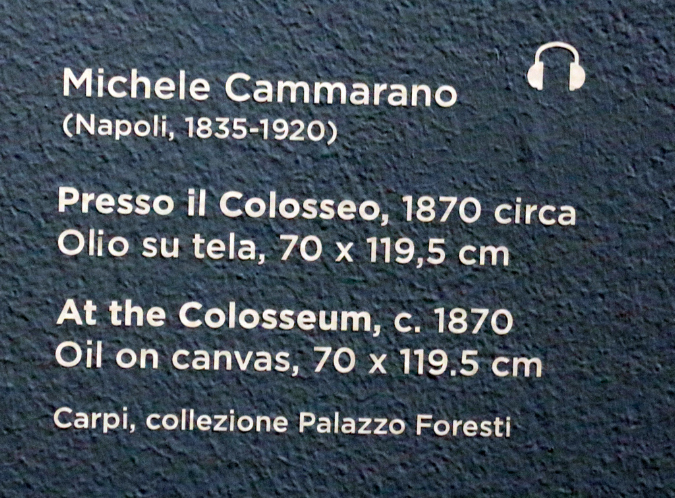 Michele Cammarano
(Napoli, 1835-1920)
Presso il Colosseo, 1870 circa
Olio su tela, 70 x 119,5 cm
At the Colosseum, c. 1870
Oil on canvas, 70 x 119.5 cm
Carpi, collezione Palazzo Foresti